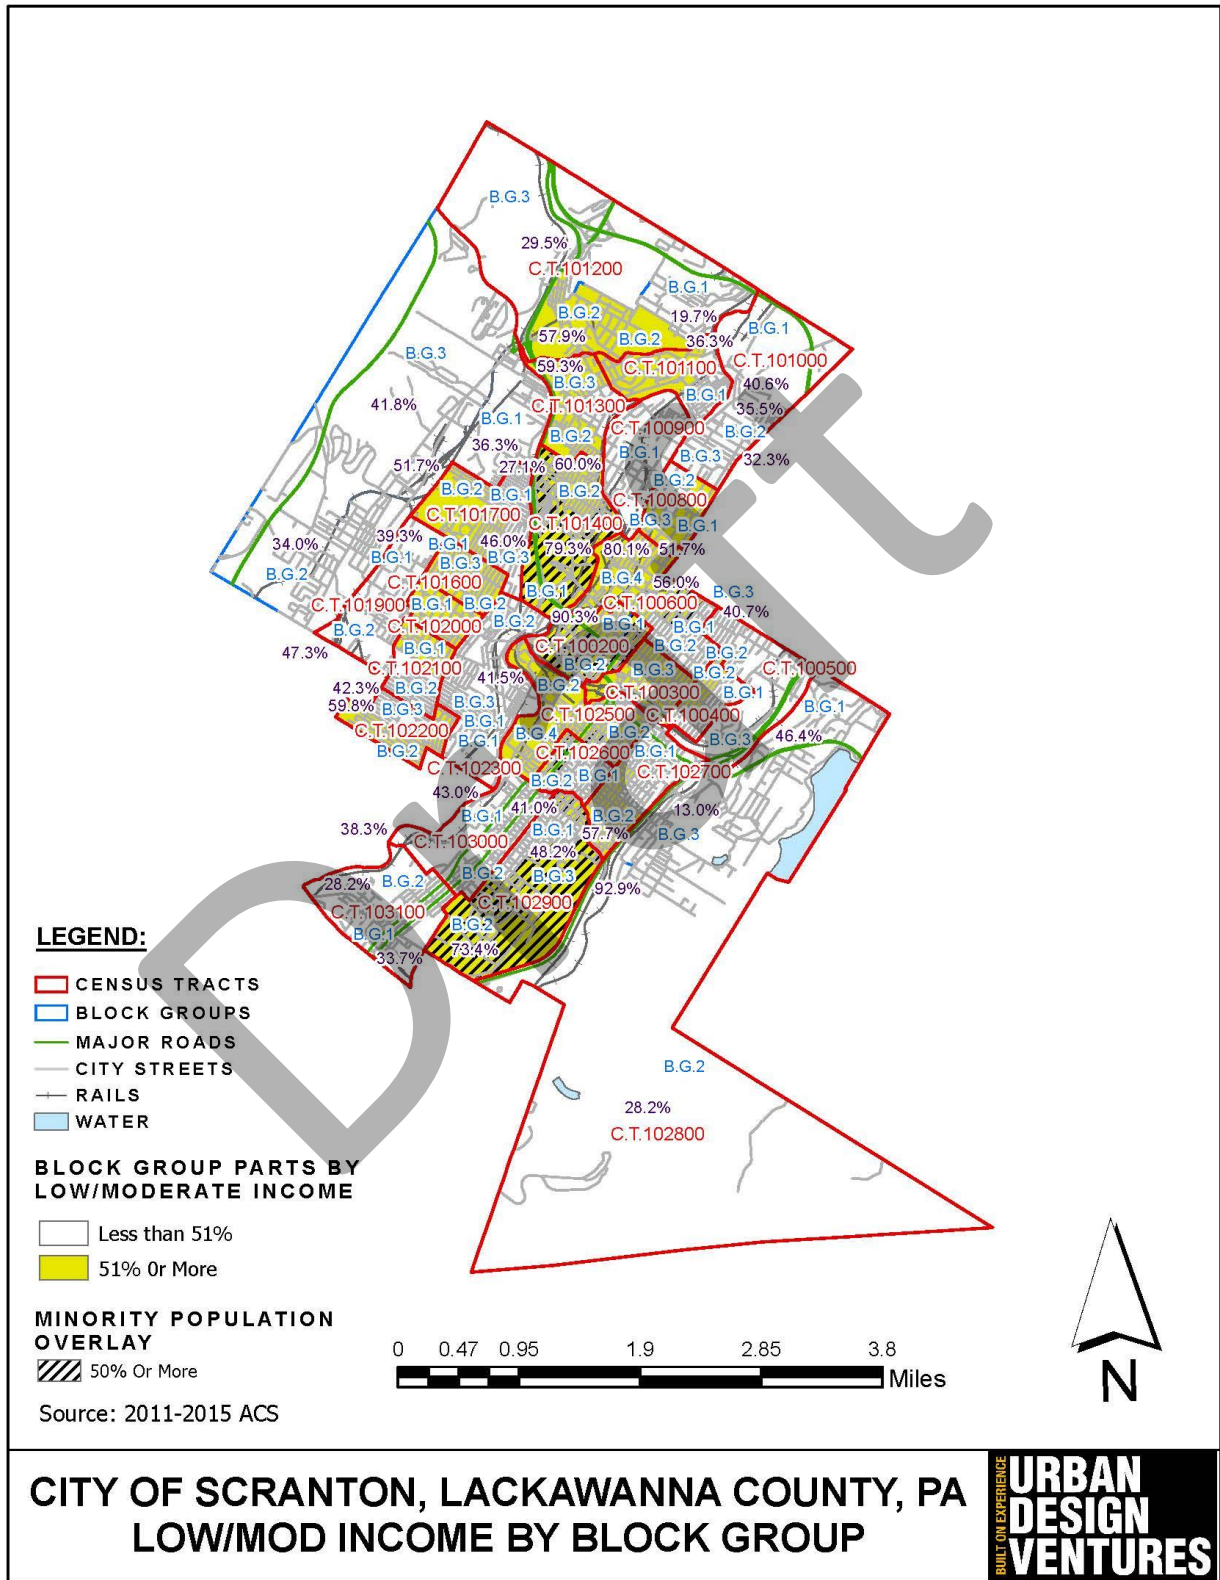 B.G.3
29.5%
C.T.101200
B.G.1
B.G.2
19.7%
B.G.1
57.9%
B.G.2
36.3%
B.G.3
59.3%
C.T.101100
C.T.101000
B.G.3
40.6%
41.8%
C.T.101300
B.G.1
35.5%
B.G.1
C.T.100900
B.G.2
B.G.2
36.3%
B.G.1
B.G.3
32.3%
51.7%
27.1%
60.0%
B.G.2
B.G.2
B.G.1
B.G.2
C.T.100800
C.T.101700
C.T.101400
B.G.3
B.G.1
39.3%
34.0%
B.G.1
46.0%
79.3%
80.1%
51.7%
B.G.1
B.G.3
B.G.3
B.G.2
C.T.101600
B.G.4
56.0%
B.G.3
B.G.1
C.T.101900
B.G.1
B.G.2
C.T.100600
40.7%
90.3%
B.G.2
C.T.102000
B.G.2
B.G.1
B.G.1
47.3%
B.G.1
C.T.100200
B.G.2
B.G.2
C.T.102100
B.G.2
B.G.3
B.G.2
C.T.100500
42.3%
B.G.2
41.5%
B.G.2
C.T.100300
B.G.1
59.8%
B.G.3
B.G.3
C.T.102500
C.T.100400
B.G.1
C.T.102200
B.G.1
B.G.4
B.G.2
B.G.3
46.4%
B.G.2
B.G.1
C.T.102600
B.G.1
C.T.102300
B.G.2
B.G.1
C.T.102700
43.0%
41.0%
13.0%
38.3%
B.G.1
B.G.1
B.G.2
57.7%
B.G.3
C.T.103000
48.2%
28.2%
B.G.2
B.G.2
B.G.3
92.9%
C.T.103100
C.T.102900
B.G.1
B.G.2
33.7%
73.4%
B.G.2
28.2%
C.T.102800
Draft
LEGEND:
CENSUS TRACTS
BLOCK GROUPS
MAJOR ROADS
CITY STREETS
RAILS
WATER
BLOCK GROUP PARTS BY
LOW/MODERATE INCOME
Less than 51%
51% Or More
MINORITY POPULATION
OVERLAY
50% Or More
Source: 2011-2015 ACS
0 0.47 0.95 1.9 2.85 3.8
Miles
N
CITY OF SCRANTON, LACKAWANNA COUNTY, PA
LOW/MOD INCOME BY BLOCK GROUP
BUILT ON EXPERIENCE
URBAN
DESIGN
VENTURES